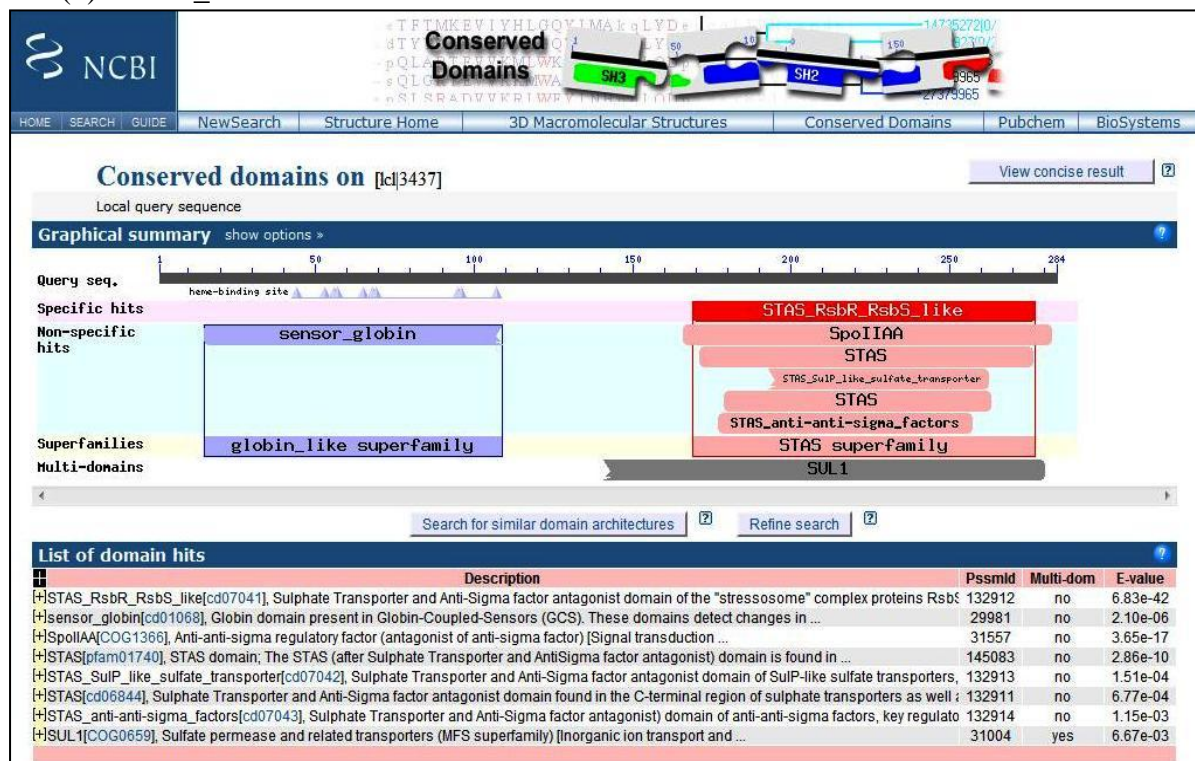 NCBI
Conserved
Domains
SH3
SH2
HOME SEARCH GUIDE NewSearch Structure Home 3D Macromolecular Structures Conserved Domains Pubchem BioSystems
Conserved domains on [lcl|3437]
View concise result ?
Local query sequence
Graphical summary show options » ?
1 50 100 150 200 250 284
Query seq.
heme-binding site
Specific hits STAS_RsbR_RsbS_like
Non-specific hits sensor_globin SpoIIAA
STAS
STAS_SulP_like_sulfate_transporter
STAS
STAS_anti-anti-sigma_factors
Superfamilies globin_like superfamily STAS superfamily
Multi-domains SUL1
Search for similar domain architectures ? Refine search ?
List of domain hits ?
Description PssmId Multi-dom E-value
[+]STAS_RsbR_RsbS_like[cd07041], Sulphate Transporter and Anti-Sigma factor antagonist domain of the "stressosome" complex proteins RsbS 132912 no 6.83e-42
[+]sensor_globin[cd01068], Globin domain present in Globin-Coupled-Sensors (GCS). These domains detect changes in ... 29981 no 2.10e-06
[+]SpoIIAA[COG1366], Anti-anti-sigma regulatory factor (antagonist of anti-sigma factor) [Signal transduction ... 31557 no 3.65e-17
[+]STAS[pfam01740], STAS domain; The STAS (after Sulphate Transporter and AntiSigma factor antagonist) domain is found in ... 145083 no 2.86e-10
[+]STAS_SulP_like_sulfate_transporter[cd07042], Sulphate Transporter and Anti-Sigma factor antagonist domain of SulP-like sulfate transporters, 132913 no 1.51e-04
[+]STAS[cd06844], Sulphate Transporter and Anti-Sigma factor antagonist domain found in the C-terminal region of sulphate transporters as well a 132911 no 6.77e-04
[+]STAS_anti-anti-sigma_factors[cd07043], Sulphate Transporter and Anti-Sigma factor antagonist) domain of anti-anti-sigma factors, key regulato 132914 no 1.15e-03
[+]SUL1[COG0659], Sulfate permease and related transporters (MFS superfamily) [Inorganic ion transport and ... 31004 yes 6.67e-03